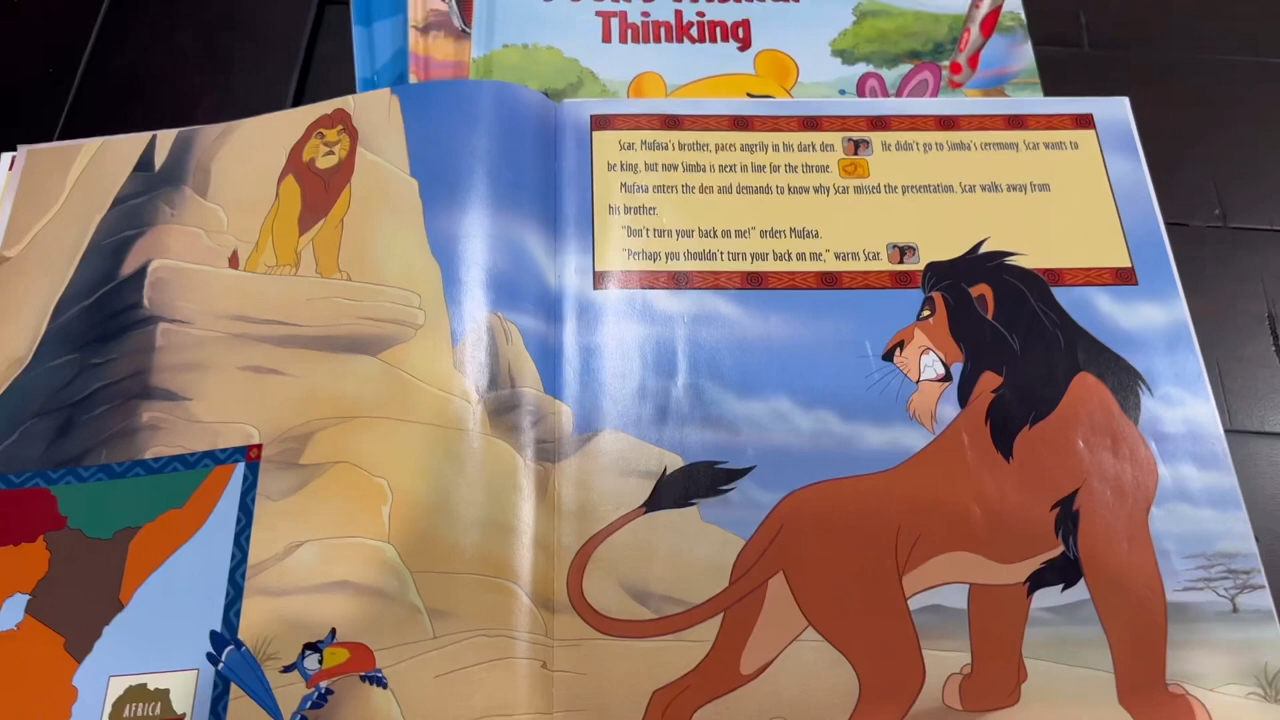 Thinking
Scar, Mufasa's brother, paces angrily in his dark den. He didn't go to Simba's ceremony. Scar wants to
be king, but now Simba is next in line for the throne.
Mufasa enters the den and demands to know why Scar missed the presentation. Scar walks away from
his brother.
"Don't turn your back on me!" orders Mufasa.
"Perhaps you shouldn't turn your back on me," warns Scar.
AFRICA